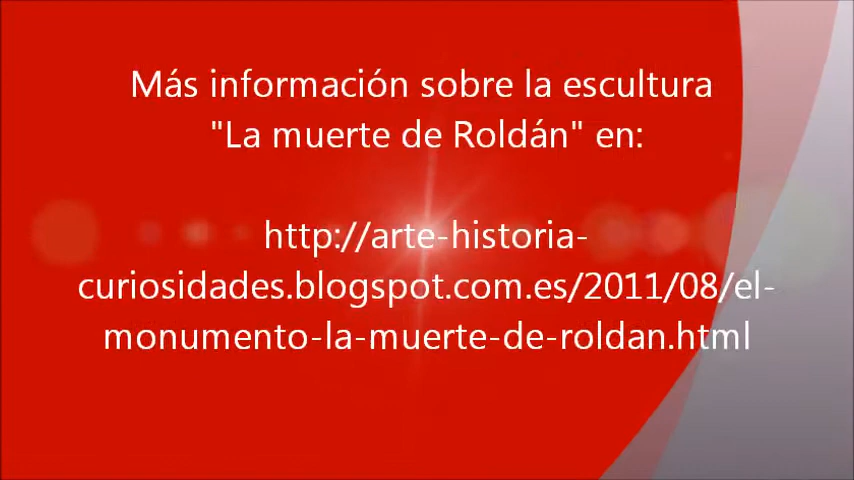 Más información sobre la escultura
"La muerte de Roldán" en:
http://arte-historia-
curiosidades.blogspot.com.es/2011/08/el-
monumento-la-muerte-de-roldan.html